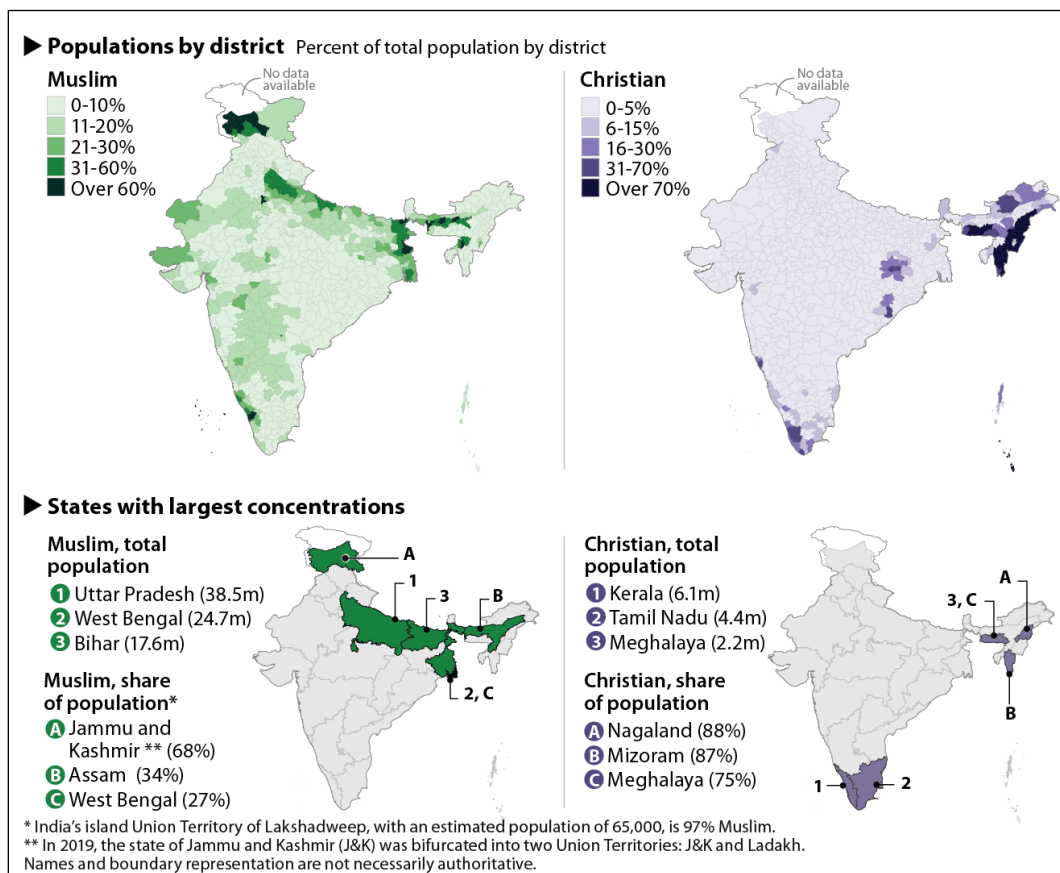 ▶ Populations by district Percent of total population by district
Muslim
0-10%
11-20%
21-30%
31-60%
Over 60%
No data
available
Christian
0-5%
6-15%
16-30%
31-70%
Over 70%
No data
available
▶ States with largest concentrations
Muslim, total
population
1 Uttar Pradesh (38.5m)
2 West Bengal (24.7m)
3 Bihar (17.6m)
Muslim, share
of population*
A Jammu and
Kashmir ** (68%)
B Assam (34%)
C West Bengal (27%)
A
1
3
B
2, C
Christian, total
population
1 Kerala (6.1m)
2 Tamil Nadu (4.4m)
3 Meghalaya (2.2m)
Christian, share of
population
A Nagaland (88%)
B Mizoram (87%)
C Meghalaya (75%)
A
3, C
B
1
2
* India's island Union Territory of Lakshadweep, with an estimated population of 65,000, is 97% Muslim.
** In 2019, the state of Jammu and Kashmir (J&K) was bifurcated into two Union Territories: J&K and Ladakh.
Names and boundary representation are not necessarily authoritative.